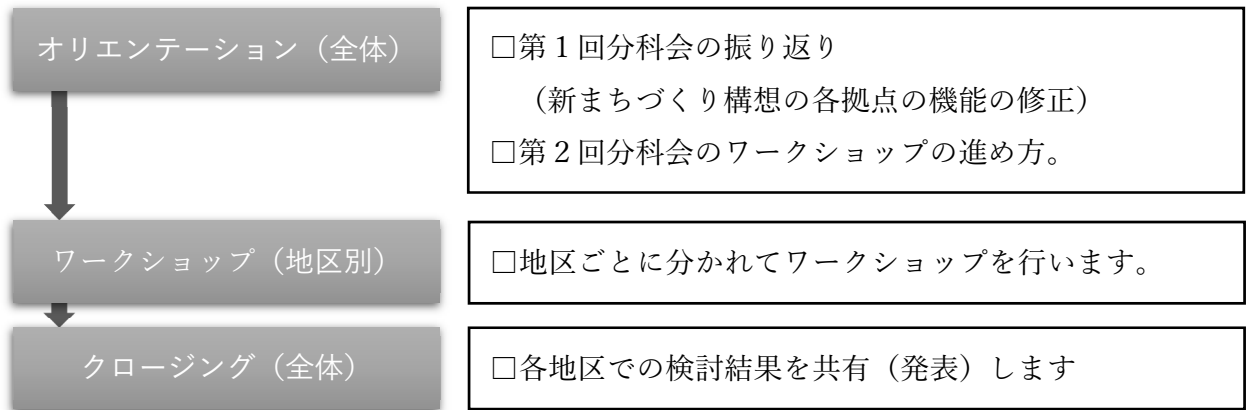 オリエンテーション（全体）
□第１回分科会の振り返り
（新まちづくり構想の各拠点の機能の修正）
□第２回分科会のワークショップの進め方。
ワークショップ（地区別）
□地区ごとに分かれてワークショップを行います。
クロージング（全体）
□各地区での検討結果を共有（発表）します